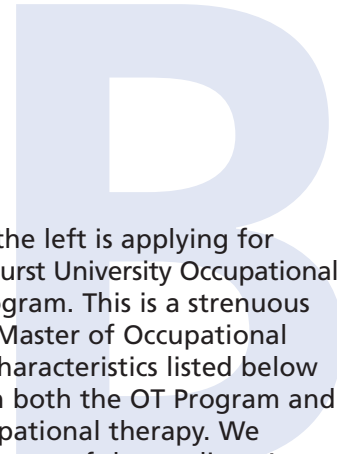 B
the left is applying for
urst University Occupational
gram. This is a strenuous
Master of Occupational
haracteristics listed below
both the OT Program and
pational therapy. We